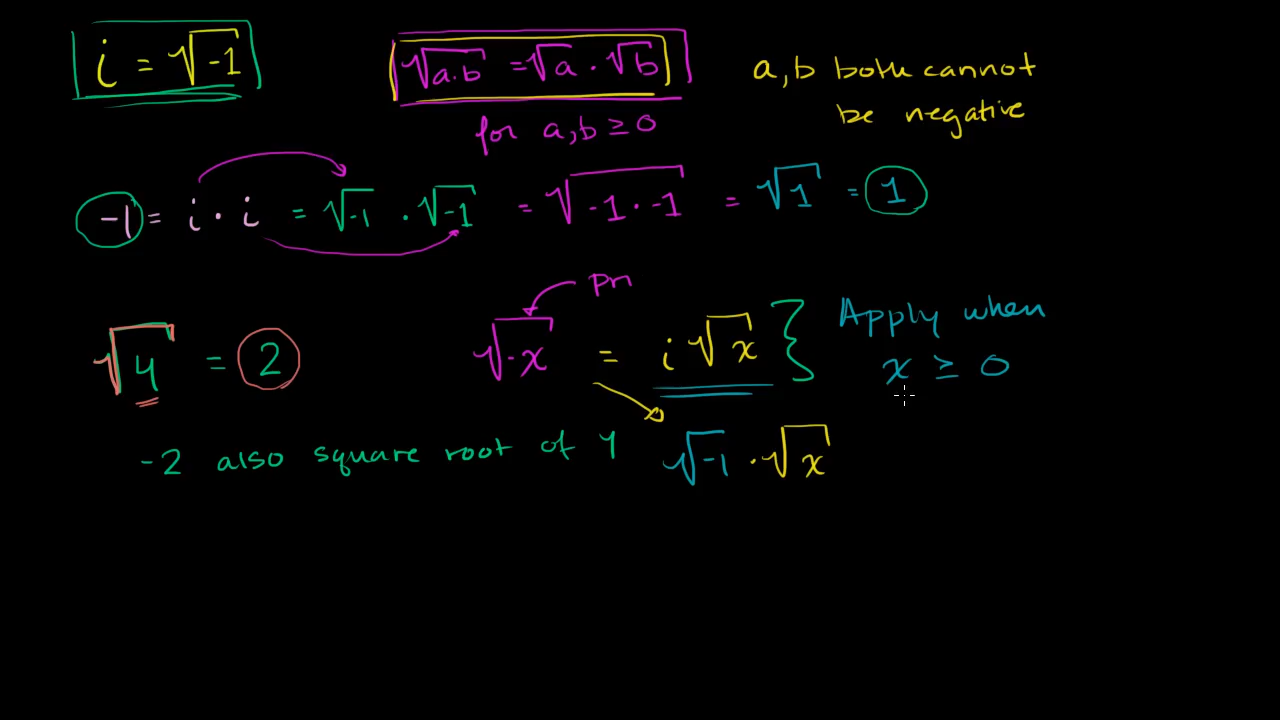 i = √-1
√a·b = √a · √b
a,b both cannot
be negative
for a,b ≥ 0
-1 = i · i = √-1 · √-1 = √-1 · -1 = √1 = 1
Prn
√4 = 2
√-x = i √x } Apply when
x ≥ 0
-2 also square root of 4
√-1 · √x